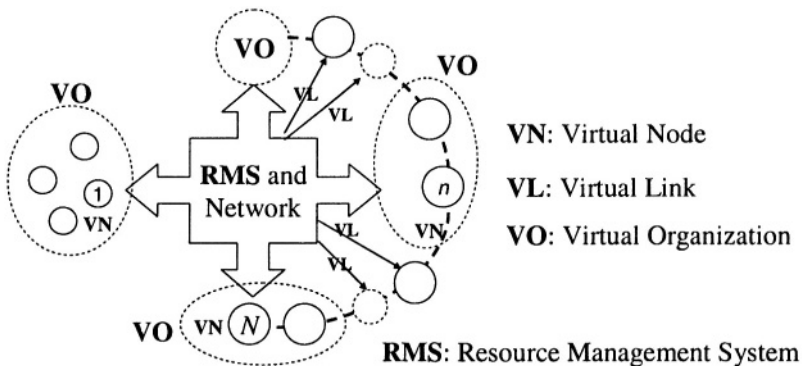 VO
VO
VO
VL
VL
VN: Virtual Node
1
RMS and
Network
n
VL: Virtual Link
VN
VN
VL
VL
VO: Virtual Organization
VO
VN
N
RMS: Resource Management System